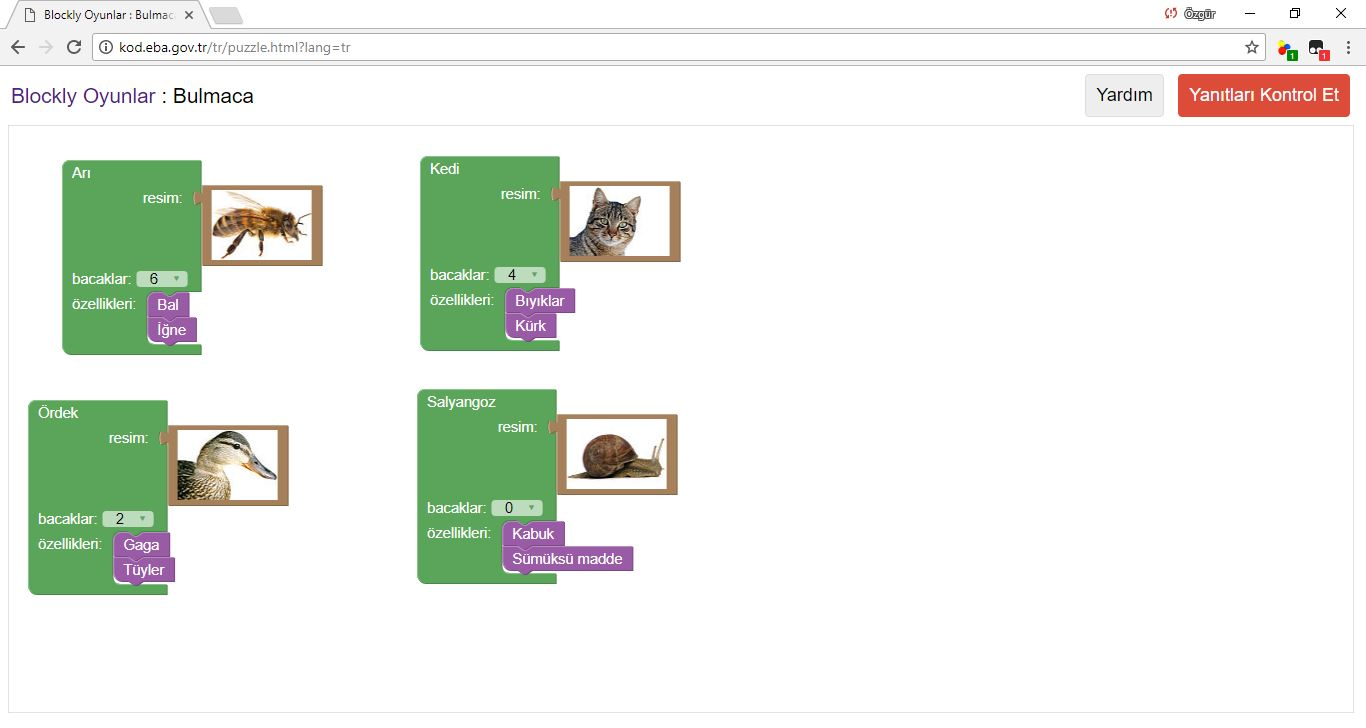 Blockly Oyunlar : Bulmac
Özgür
kod.eba.gov.tr/tr/puzzle.html?lang=tr
1
1
Blockly Oyunlar : Bulmaca
Yardım
Yanıtları Kontrol Et
Arı
resim:
bacaklar: 6
özellikleri:
Bal
İğne
Kedi
resim:
bacaklar: 4
özellikleri:
Bıyıklar
Kürk
Ördek
resim:
bacaklar: 2
özellikleri:
Gaga
Tüyler
Salyangoz
resim:
bacaklar: 0
özellikleri:
Kabuk
Sümüksü madde